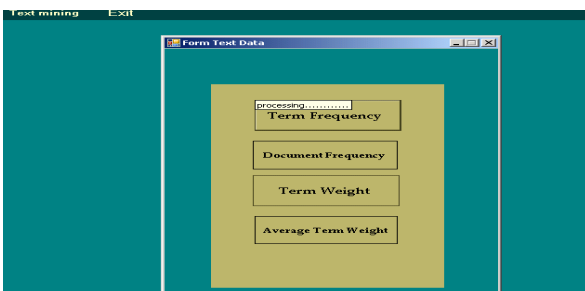 Text mining Exit
Form Text Data
processing...........
Term Frequency
Document Frequency
Term Weight
Average Term Weight